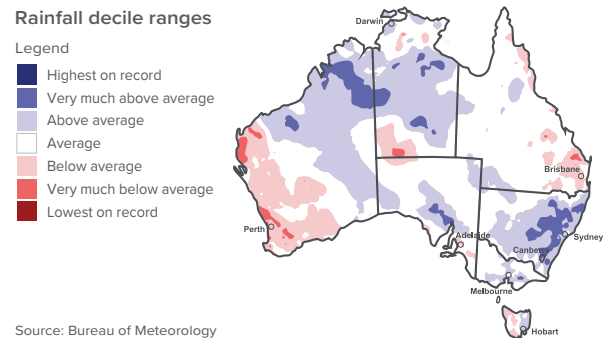 Rainfall decile ranges
Legend
Highest on record
Very much above average
Above average
Average
Below average
Very much below average
Lowest on record
Darwin
Brisbane
Perth
Adelaide
Sydney
Canberra
Melbourne
Hobart
Source: Bureau of Meteorology